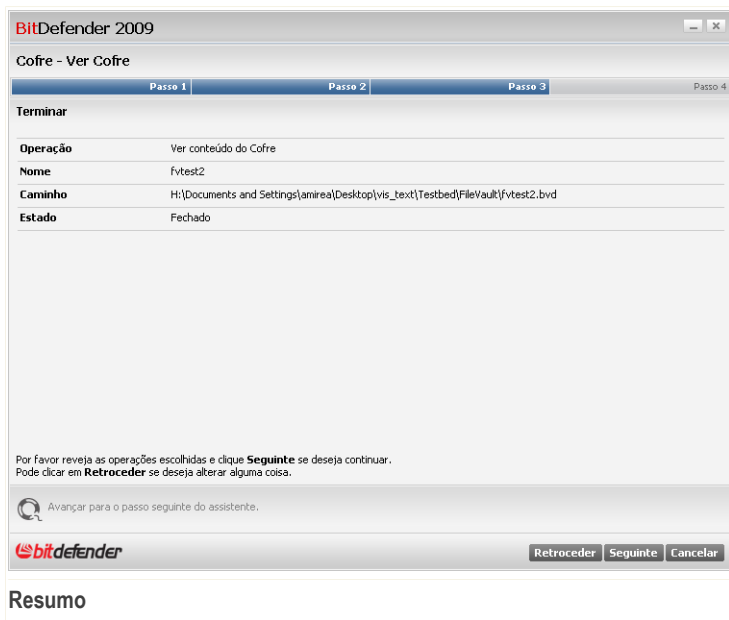 BitDefender 2009
Cofre - Ver Cofre
Passo 1 Passo 2 Passo 3 Passo 4
Terminar
Operação Ver conteúdo do Cofre
Nome fvtest2
Caminho H:\Documents and Settings\amirea\Desktop\vis_text\Testbed\FileVault\fvtest2.bvd
Estado Fechado
Por favor reveja as operações escolhidas e clique Seguinte se deseja continuar.
Pode clicar em Retroceder se deseja alterar alguma coisa.
Avançar para o passo seguinte do assistente.
bitdefender
Retroceder Seguinte Cancelar
Resumo